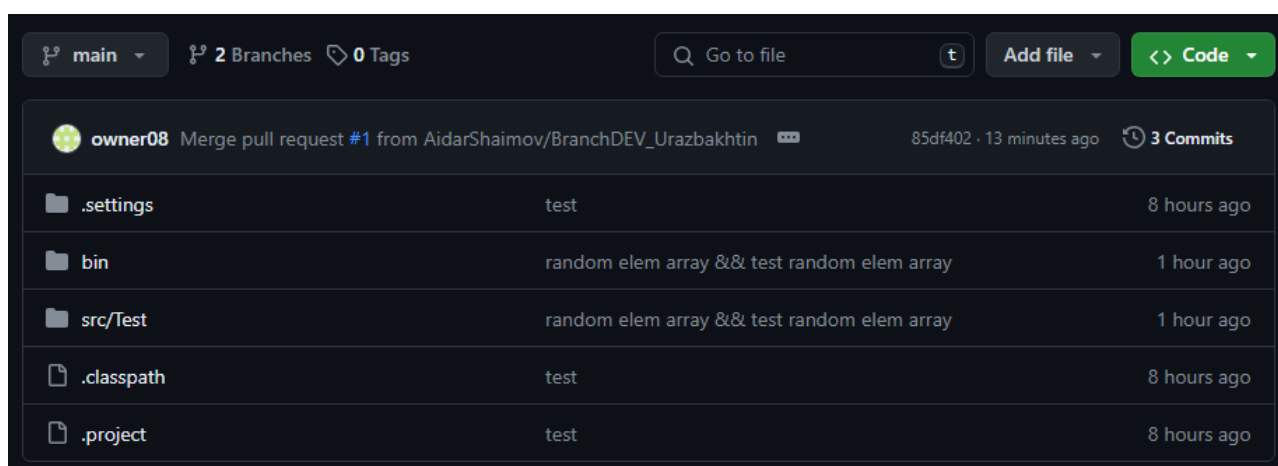 main 2 Branches 0 Tags Go to file t Add file <> Code
owner08 Merge pull request #1 from AidarShaimov/BranchDEV_Urazbakhtin 85df402 · 13 minutes ago 3 Commits
.settings test 8 hours ago
bin random elem array && test random elem array 1 hour ago
src/Test random elem array && test random elem array 1 hour ago
.classpath test 8 hours ago
.project test 8 hours ago